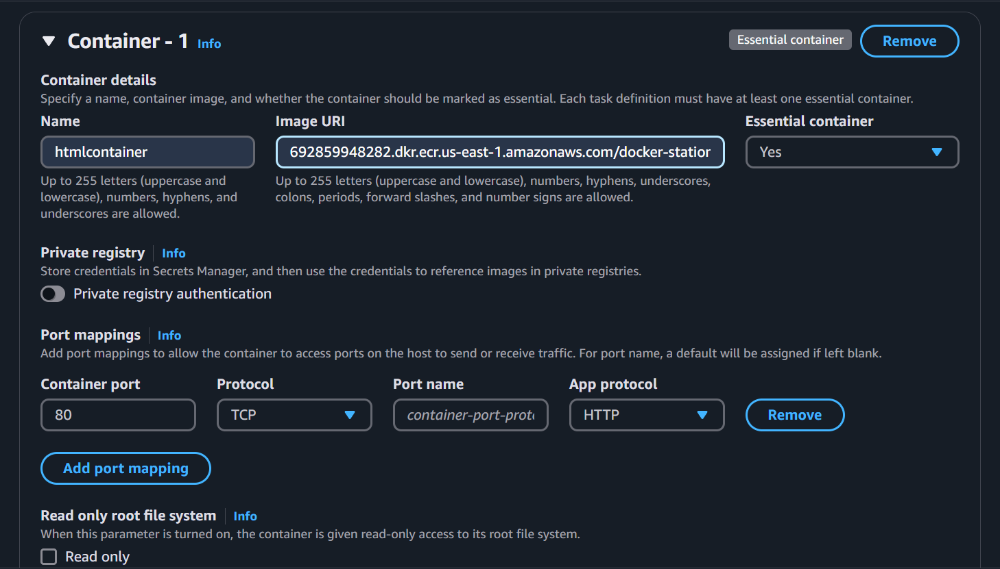 Container - 1 Info Essential container Remove
Container details
Specify a name, container image, and whether the container should be marked as essential. Each task definition must have at least one essential container.
Name Image URI Essential container
htmlcontainer 692859948282.dkr.ecr.us-east-1.amazonaws.com/docker-station Yes
Up to 255 letters (uppercase and
lowercase), numbers, hyphens, and
underscores are allowed.
Up to 255 letters (uppercase and lowercase), numbers, hyphens, underscores,
colons, periods, forward slashes, and number signs are allowed.
Private registry Info
Store credentials in Secrets Manager, and then use the credentials to reference images in private registries.
Private registry authentication
Port mappings Info
Add port mappings to allow the container to access ports on the host to send or receive traffic. For port name, a default will be assigned if left blank.
Container port Protocol Port name App protocol
80 TCP container-port-proto HTTP Remove
Add port mapping
Read only root file system Info
When this parameter is turned on, the container is given read-only access to its root file system.
Read only